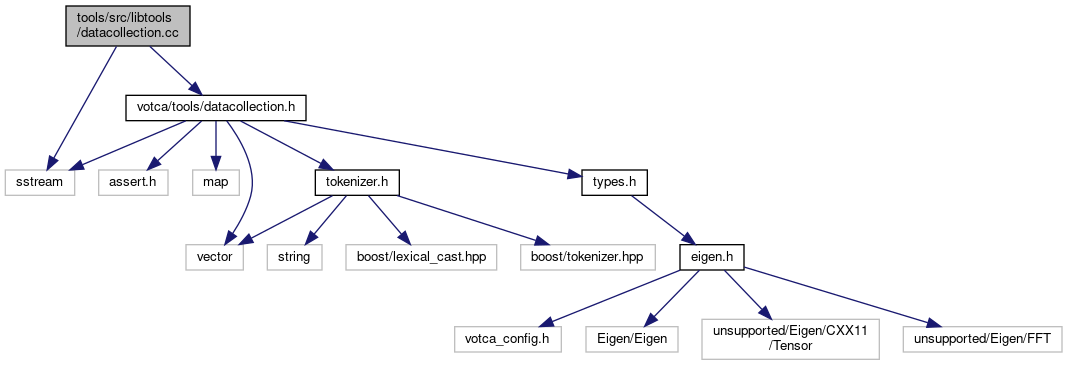 tools/src/libtools
/datacollection.cc
votca/tools/datacollection.h
sstream
assert.h
map
tokenizer.h
types.h
vector
string
boost/lexical_cast.hpp
boost/tokenizer.hpp
eigen.h
votca_config.h
Eigen/Eigen
unsupported/Eigen/CXX11
/Tensor
unsupported/Eigen/FFT